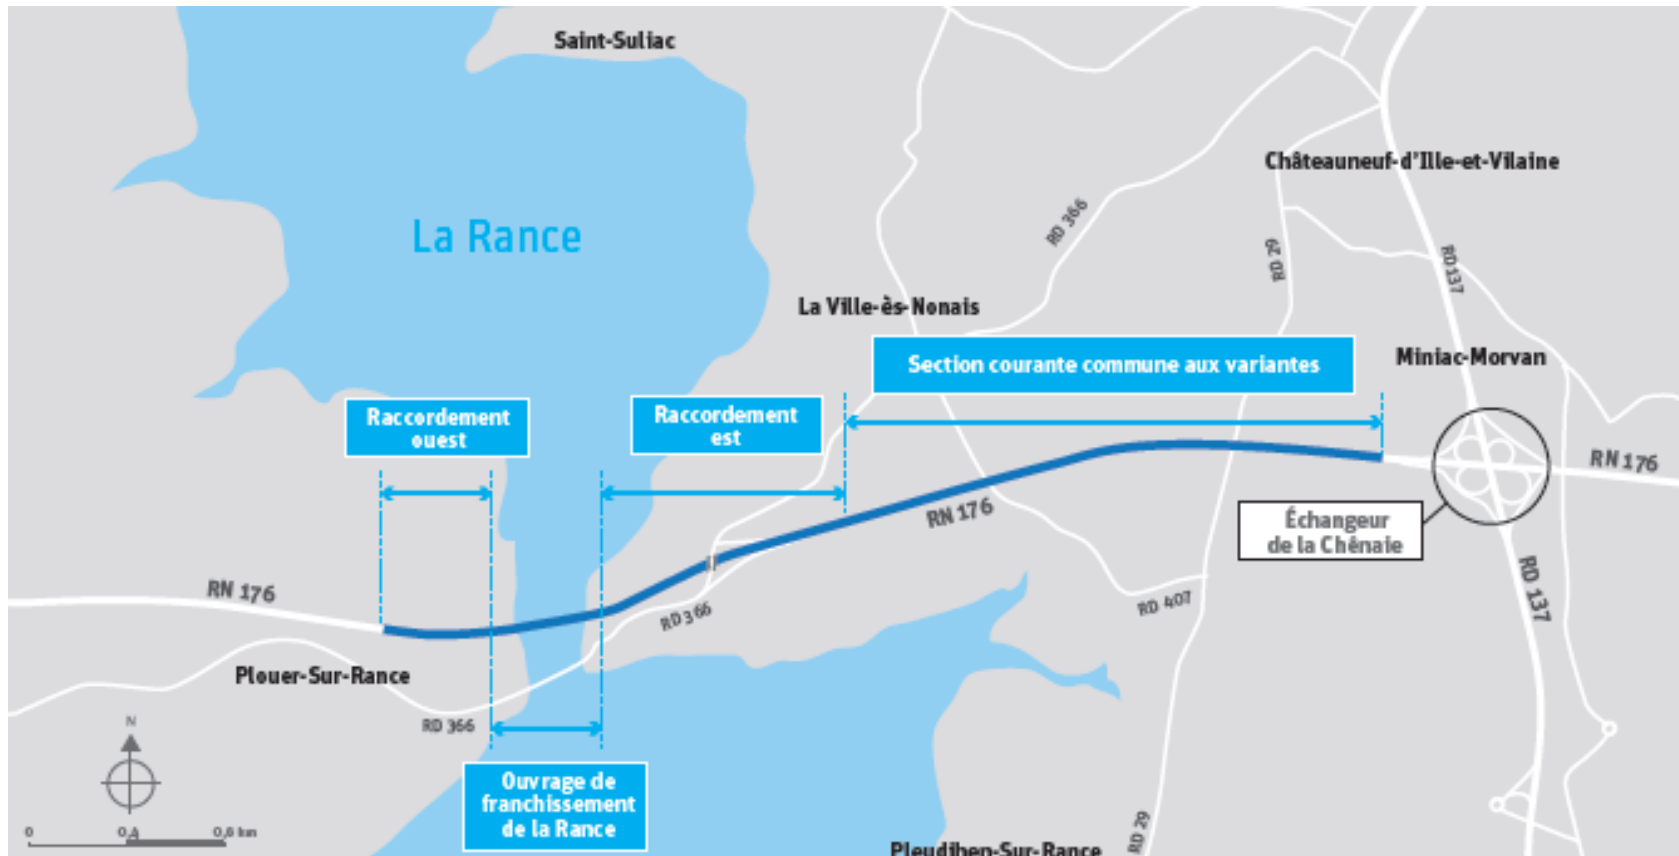 Saint-Suliac
Châteauneuf-d'Ille-et-Vilaine
La Rance
RD 366
RD 29
RD137
La Ville-ès-Nonais
Miniac-Morvan
Section courante commune aux variantes
Raccordement
ouest
Raccordement
est
RN 176
RN 176
Échangeur
de la Chênaie
RN 176
RD 366
RD 407
RD 137
Plouer-Sur-Rance
RD 366
N
Ouvrage de
franchissement
de la Rance
0
0,4
0,8 km
RD 29
Pleudihen-Sur-Rance